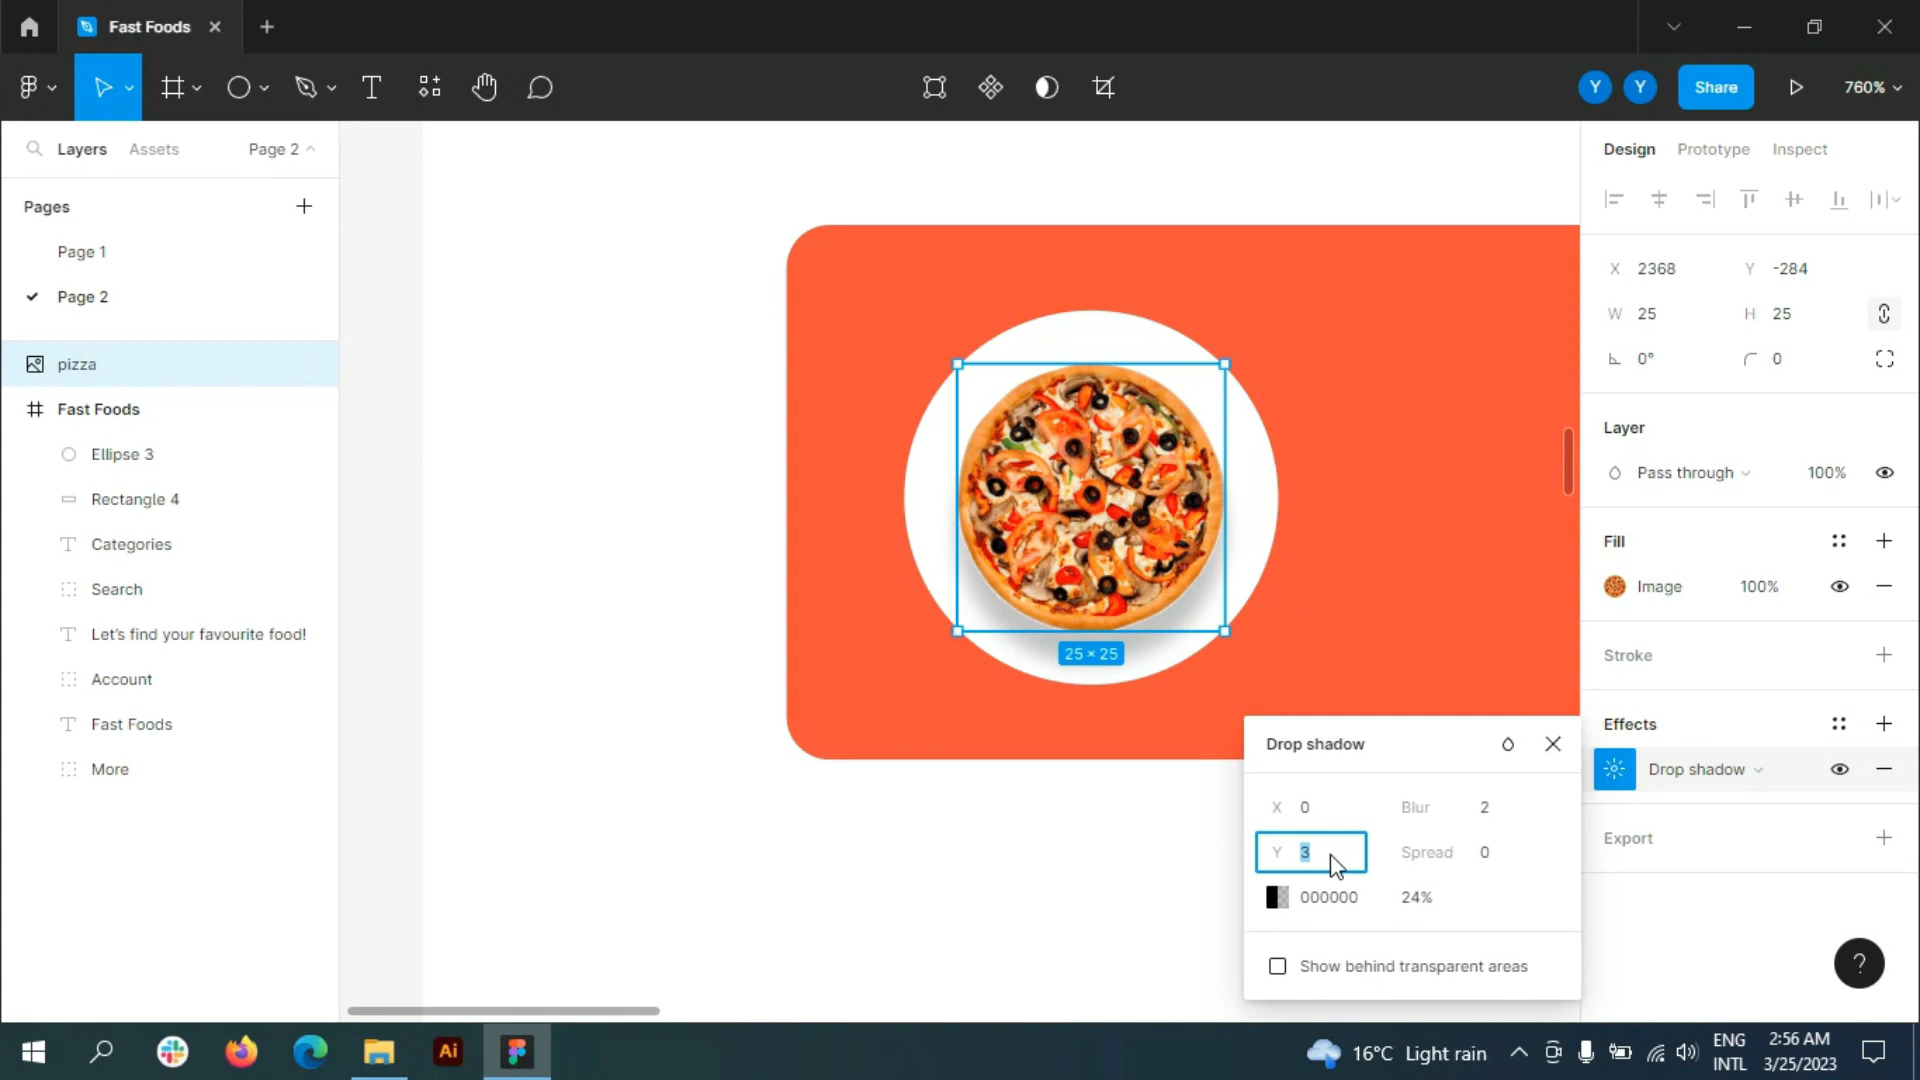 Fast Foods
Y
Y
Share
760%
Layers
Assets
Page 2
Pages
Page 1
Page 2
pizza
Fast Foods
Ellipse 3
Rectangle 4
Categories
Search
Let's find your favourite food!
Account
Fast Foods
More
25 × 25
Design
Prototype
Inspect
X 2368
Y -284
W 25
H 25
0°
0
Layer
Pass through
100%
Fill
Image
100%
Stroke
Effects
Drop shadow
Export
Drop shadow
X 0
Blur 2
Y 3
Spread 0
000000
24%
Show behind transparent areas
?
Ai
16°C Light rain
ENG
INTL
2:56 AM
3/25/2023